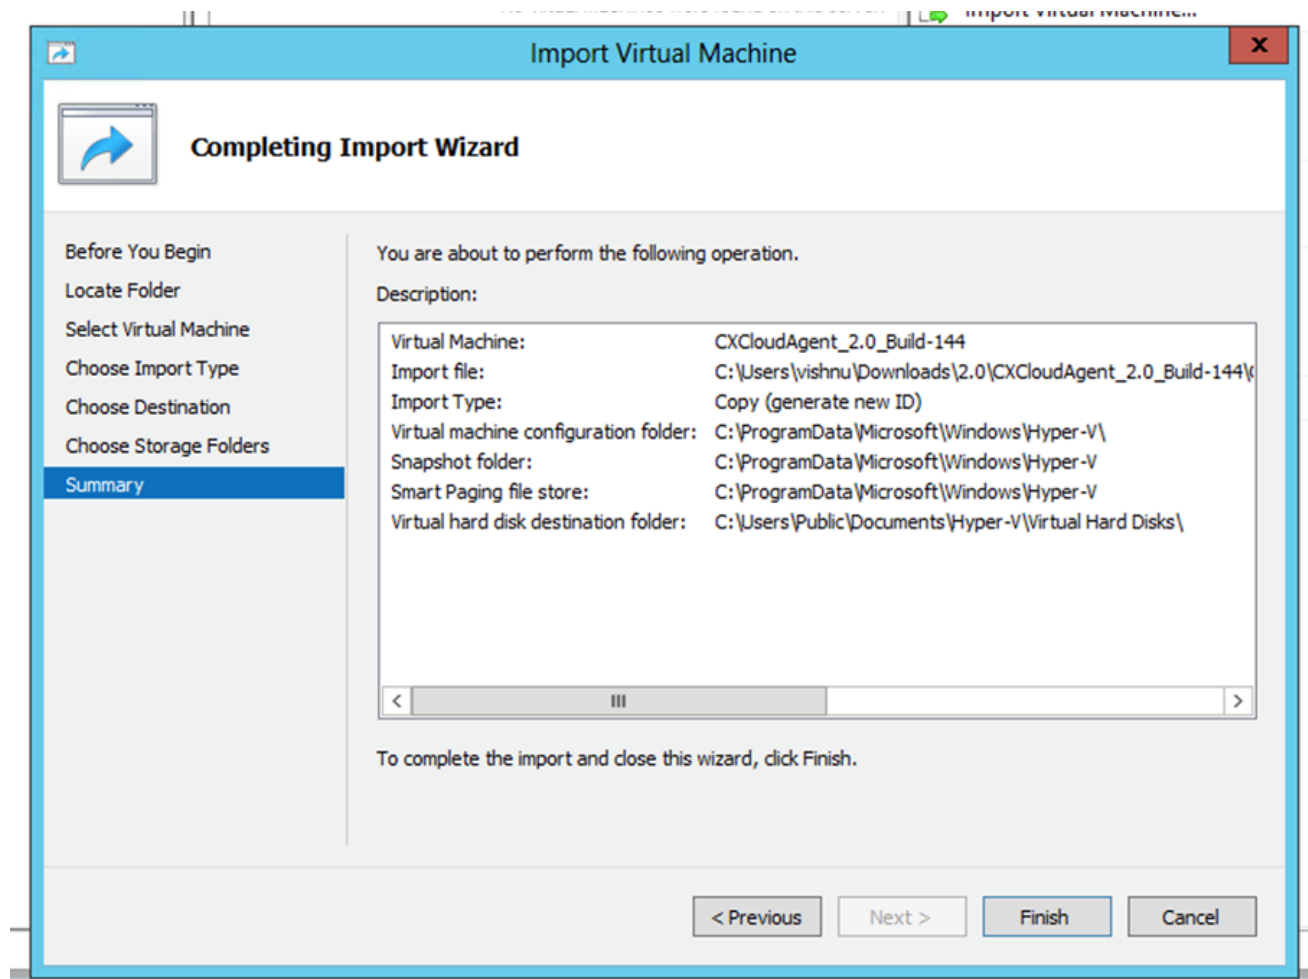 Import Virtual Machine...
Import Virtual Machine
x
Completing Import Wizard
Before You Begin
Locate Folder
Select Virtual Machine
Choose Import Type
Choose Destination
Choose Storage Folders
Summary
You are about to perform the following operation.
Description:
Virtual Machine: CXCloudAgent_2.0_Build-144
Import file: C:\Users\vishnu\Downloads\2.0\CXCloudAgent_2.0_Build-144\
Import Type: Copy (generate new ID)
Virtual machine configuration folder: C:\ProgramData\Microsoft\Windows\Hyper-V\
Snapshot folder: C:\ProgramData\Microsoft\Windows\Hyper-V
Smart Paging file store: C:\ProgramData\Microsoft\Windows\Hyper-V
Virtual hard disk destination folder: C:\Users\Public\Documents\Hyper-V\Virtual Hard Disks\
To complete the import and close this wizard, click Finish.
< Previous
Next >
Finish
Cancel